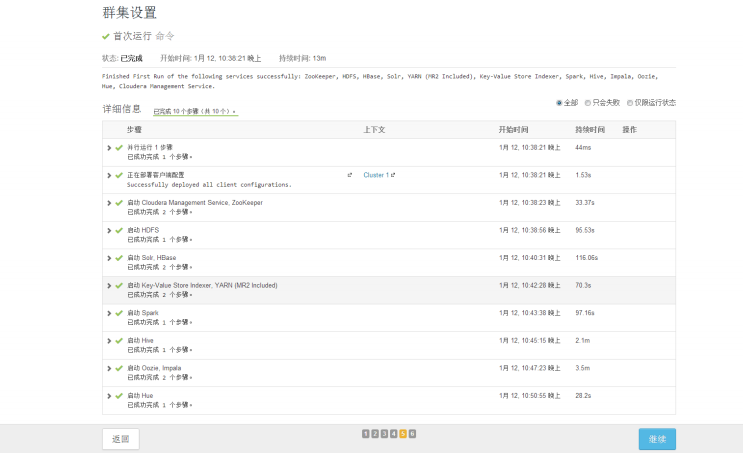 群集设置
首次运行 命令
状态: 已完成 开始时间: 1月 12, 10:38:21 晚上 持续时间: 13m
Finished First Run of the following services successfully: ZooKeeper, HDFS, HBase, Solr, YARN (MR2 Included), Key-Value Store Indexer, Spark, Hive, Impala, Oozie,
Hue, Cloudera Management Service.
详细信息 已完成 10 个步骤（共 10 个）。
全部 只会失败 仅限运行状态
步骤 上下文 开始时间 持续时间 操作
并行运行 1 步骤 1月 12, 10:38:21 晚上 44ms
已成功完成 1 个步骤。
正在部署客户端配置 Cluster 1 1月 12, 10:38:21 晚上 1.53s
Successfully deployed all client configurations.
启动 Cloudera Management Service, ZooKeeper 1月 12, 10:38:23 晚上 33.37s
已成功完成 2 个步骤。
启动 HDFS 1月 12, 10:38:56 晚上 95.53s
已成功完成 1 个步骤。
启动 Solr, HBase 1月 12, 10:40:31 晚上 116.06s
已成功完成 2 个步骤。
启动 Key-Value Store Indexer, YARN (MR2 Included) 1月 12, 10:42:28 晚上 70.3s
已成功完成 2 个步骤。
启动 Spark 1月 12, 10:43:38 晚上 97.16s
已成功完成 1 个步骤。
启动 Hive 1月 12, 10:45:15 晚上 2.1m
已成功完成 1 个步骤。
启动 Oozie, Impala 1月 12, 10:47:23 晚上 3.5m
已成功完成 2 个步骤。
启动 Hue 1月 12, 10:50:55 晚上 28.2s
已成功完成 1 个步骤。
返回 1 2 3 4 5 6 继续